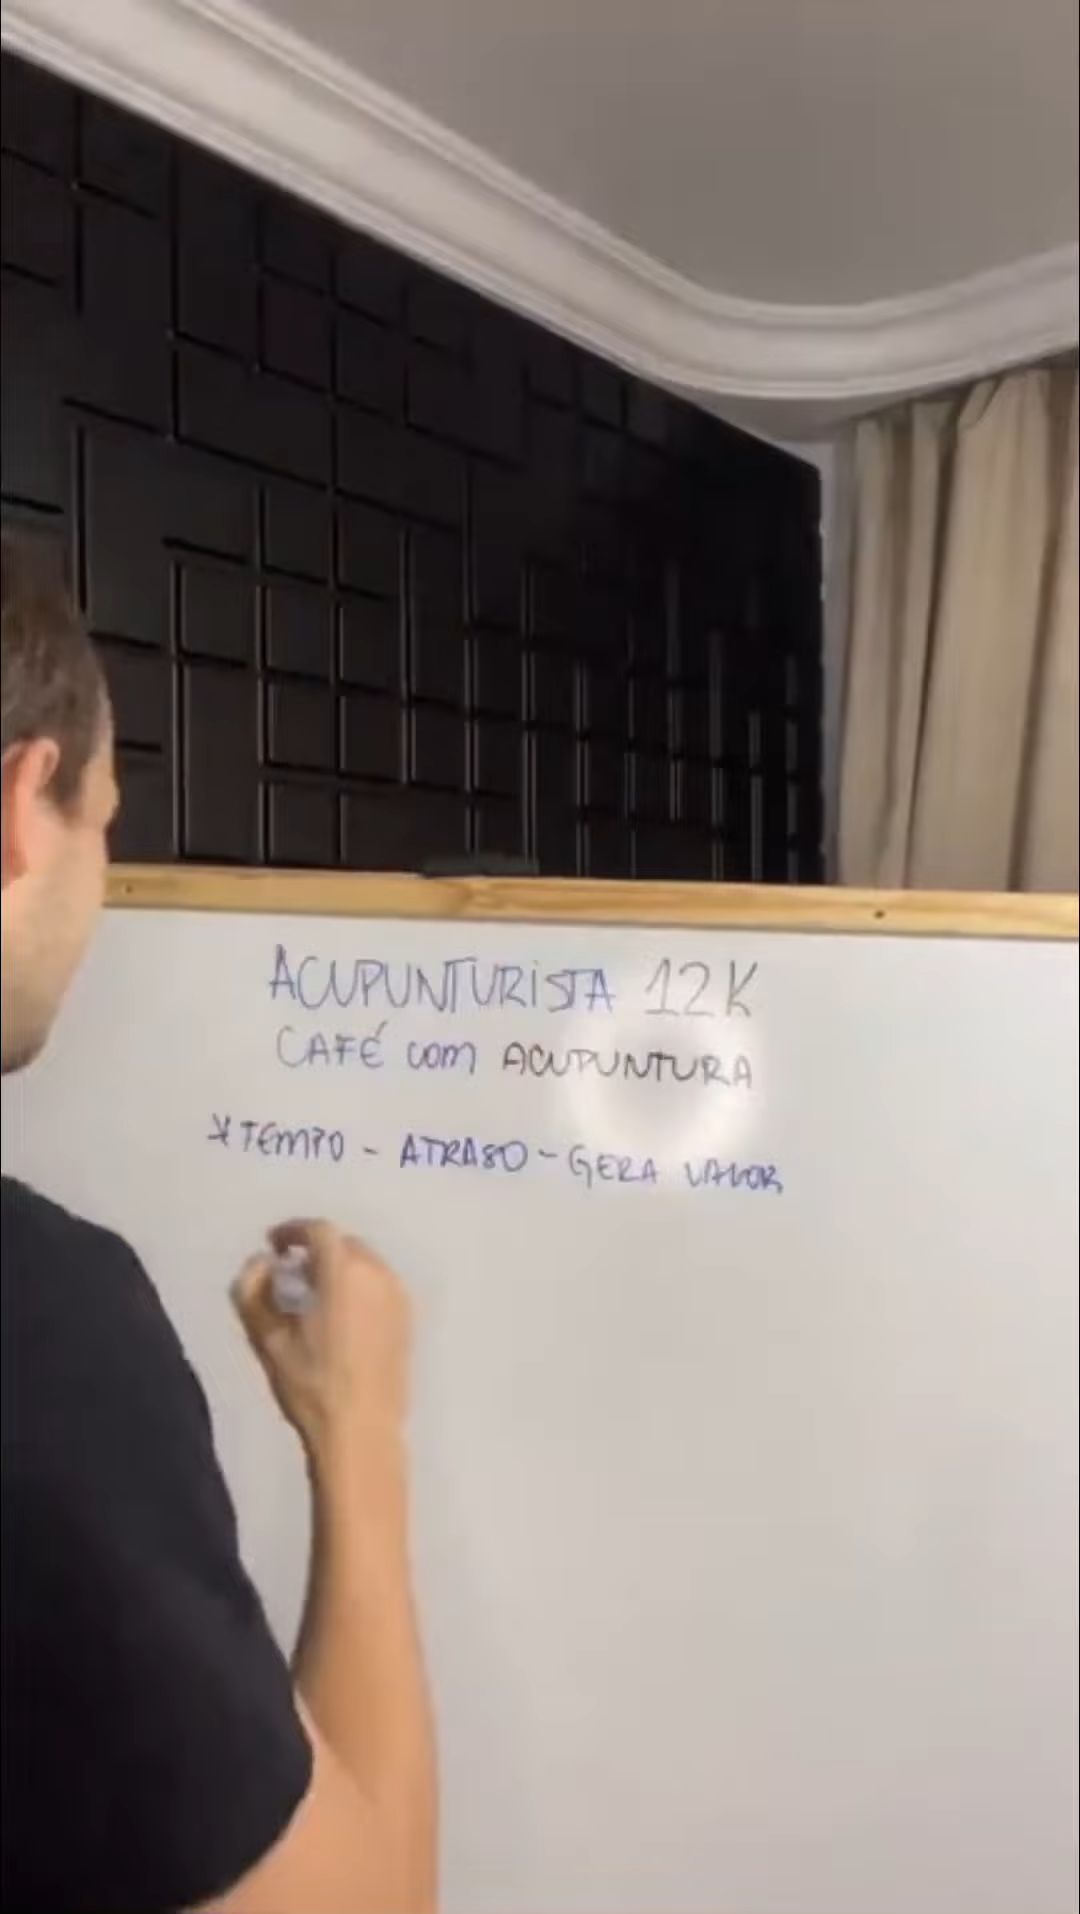 ACUPUNTURISTA 12K
CAFÉ com ACUPUNTURA
*TEMPO - ATRASO - GERA VALOR